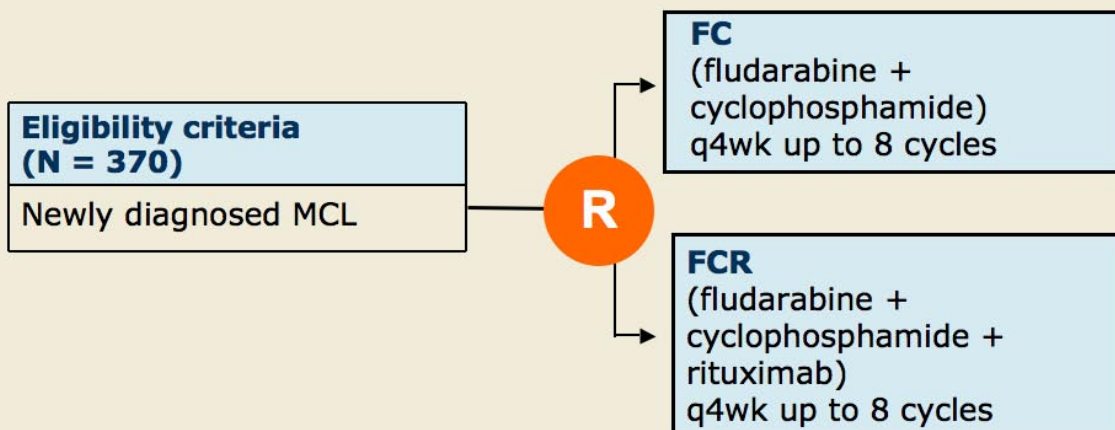 Eligibility criteria
(N = 370)
Newly diagnosed MCL
R
FC
(fludarabine +
cyclophosphamide)
q4wk up to 8 cycles
FCR
(fludarabine +
cyclophosphamide +
rituximab)
q4wk up to 8 cycles